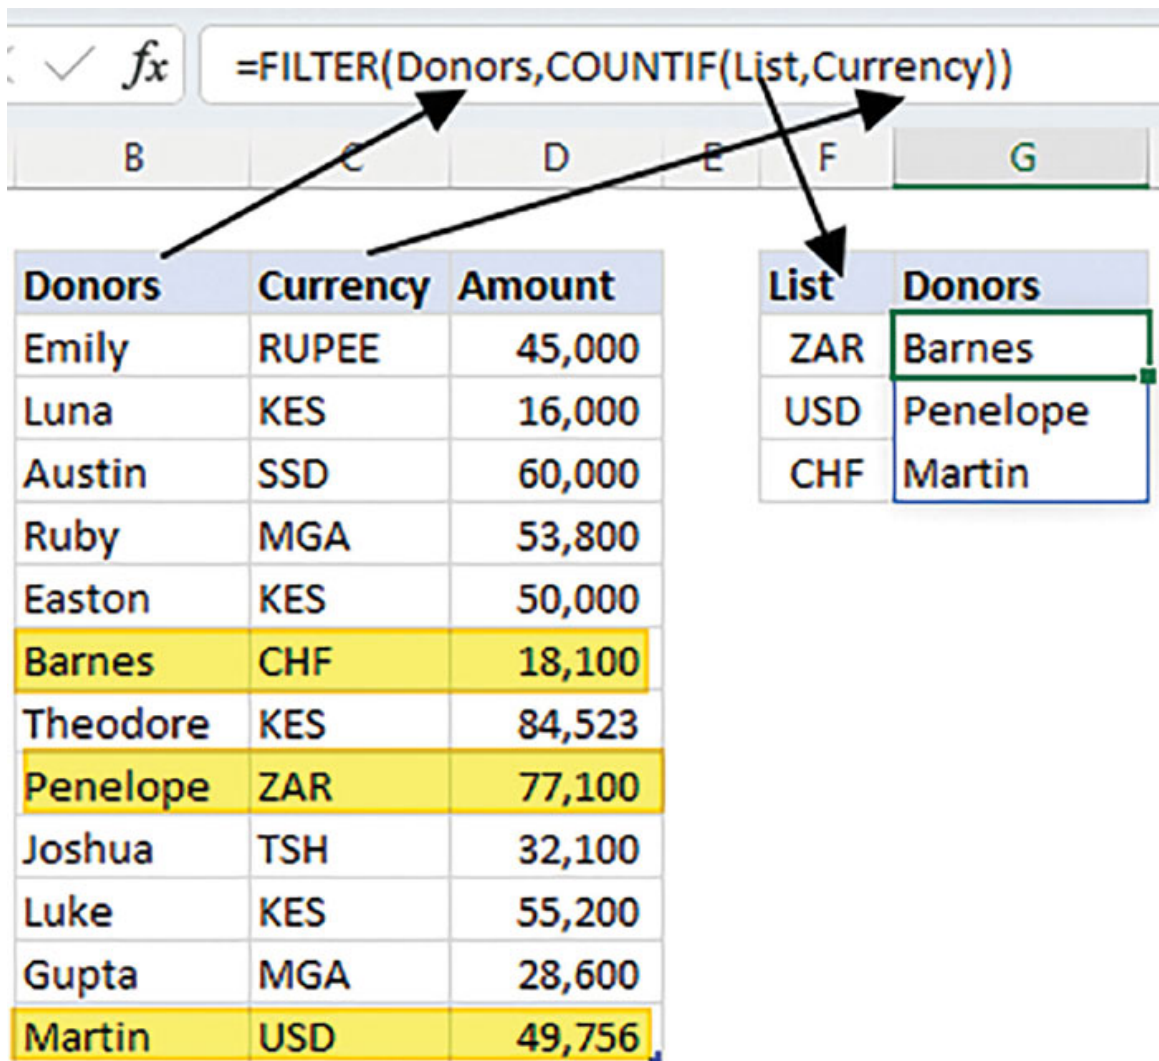 fx =FILTER(Donors,COUNTIF(List,Currency))
B C D E F G
Donors Currency Amount List Donors
Emily RUPEE 45,000 ZAR Barnes
Luna KES 16,000 USD Penelope
Austin SSD 60,000 CHF Martin
Ruby MGA 53,800
Easton KES 50,000
Barnes CHF 18,100
Theodore KES 84,523
Penelope ZAR 77,100
Joshua TSH 32,100
Luke KES 55,200
Gupta MGA 28,600
Martin USD 49,756